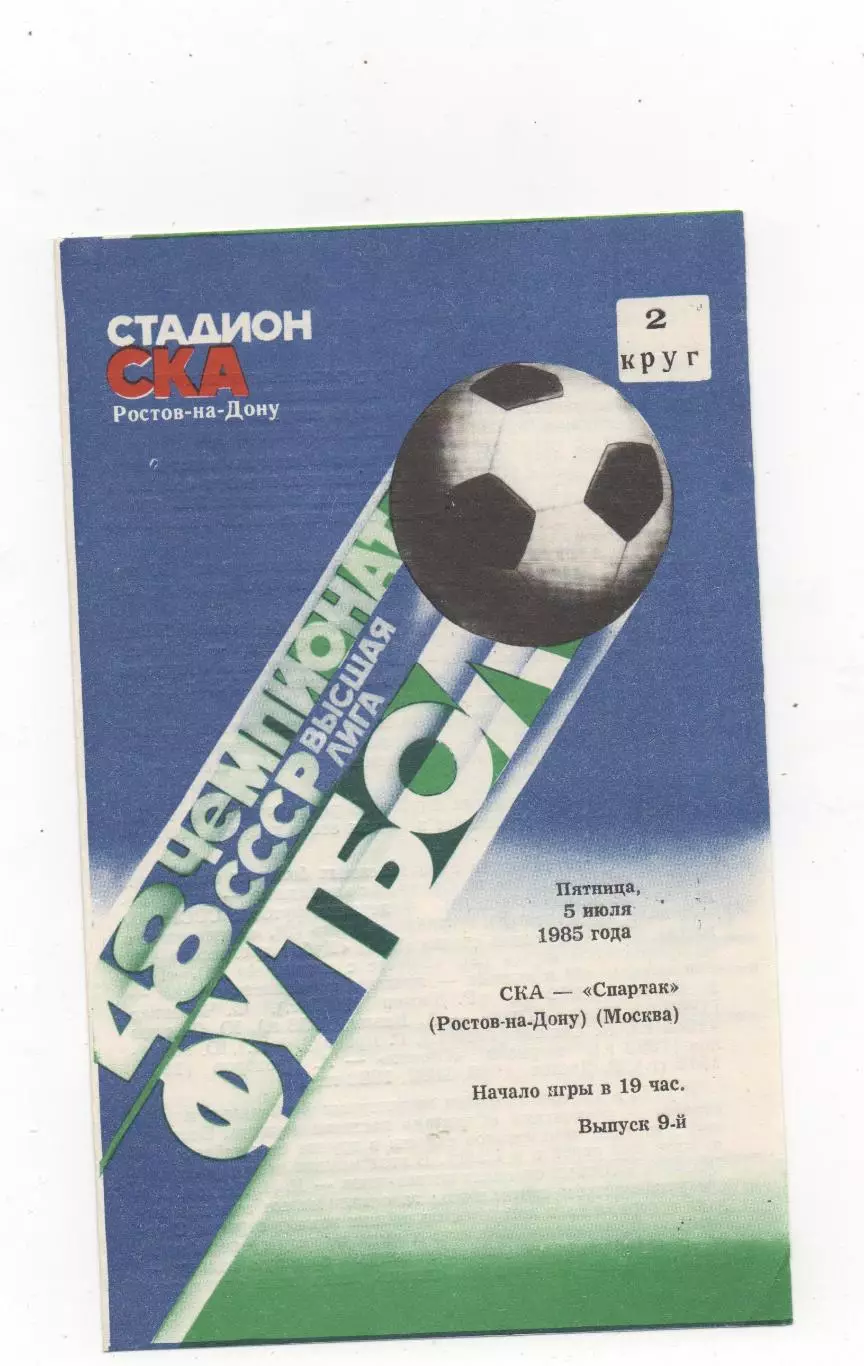 СТАДИОН
СКА
Ростов-на-Дону
2
круг
48 ЧЕМПИОНАТ
СССР
ВЫСШАЯ
ЛИГА
ФУТБОЛ
Пятница,
5 июля
1985 года
СКА — «Спартак»
(Ростов-на-Дону) (Москва)
Начало игры в 19 час.
Выпуск 9-й